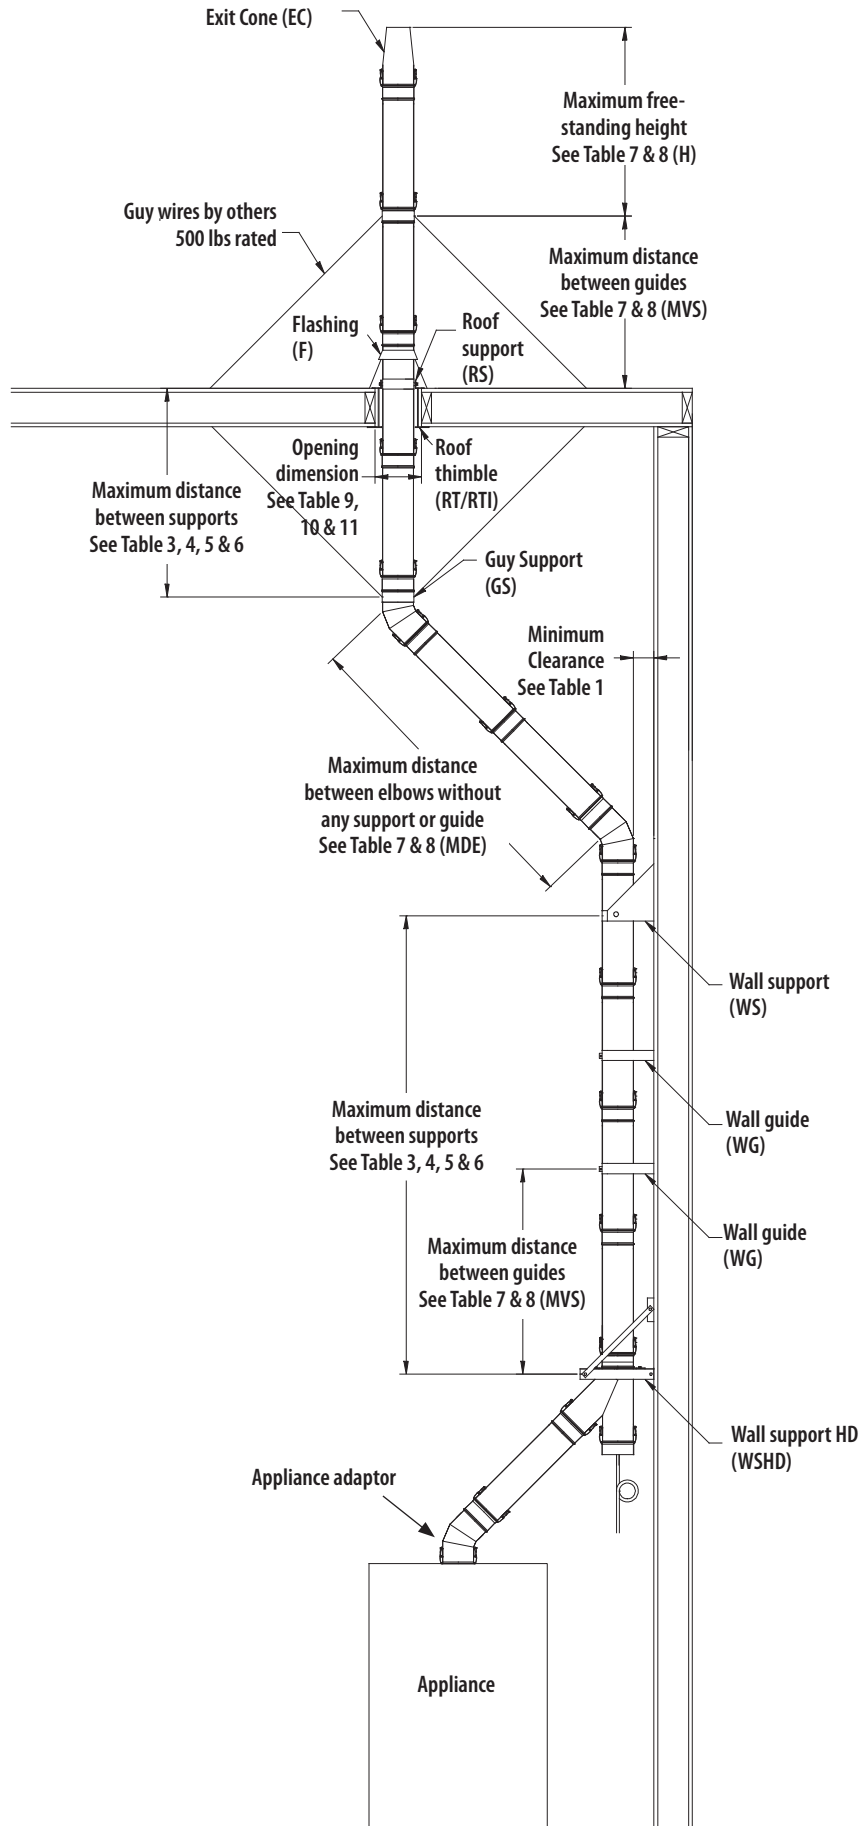 Exit Cone (EC)
Maximum free-
standing height
See Table 7 & 8 (H)
Guy wires by others
500 lbs rated
Maximum distance
between guides
See Table 7 & 8 (MVS)
Flashing
(F)
Roof
support
(RS)
Opening
dimension
See Table 9,
10 & 11
Roof
thimble
(RT/RTI)
Maximum distance
between supports
See Table 3, 4, 5 & 6
Guy Support
(GS)
Minimum
Clearance
See Table 1
Maximum distance
between elbows without
any support or guide
See Table 7 & 8 (MDE)
Wall support
(WS)
Maximum distance
between supports
See Table 3, 4, 5 & 6
Wall guide
(WG)
Wall guide
(WG)
Maximum distance
between guides
See Table 7 & 8 (MVS)
Wall support HD
(WSHD)
Appliance adaptor
Appliance